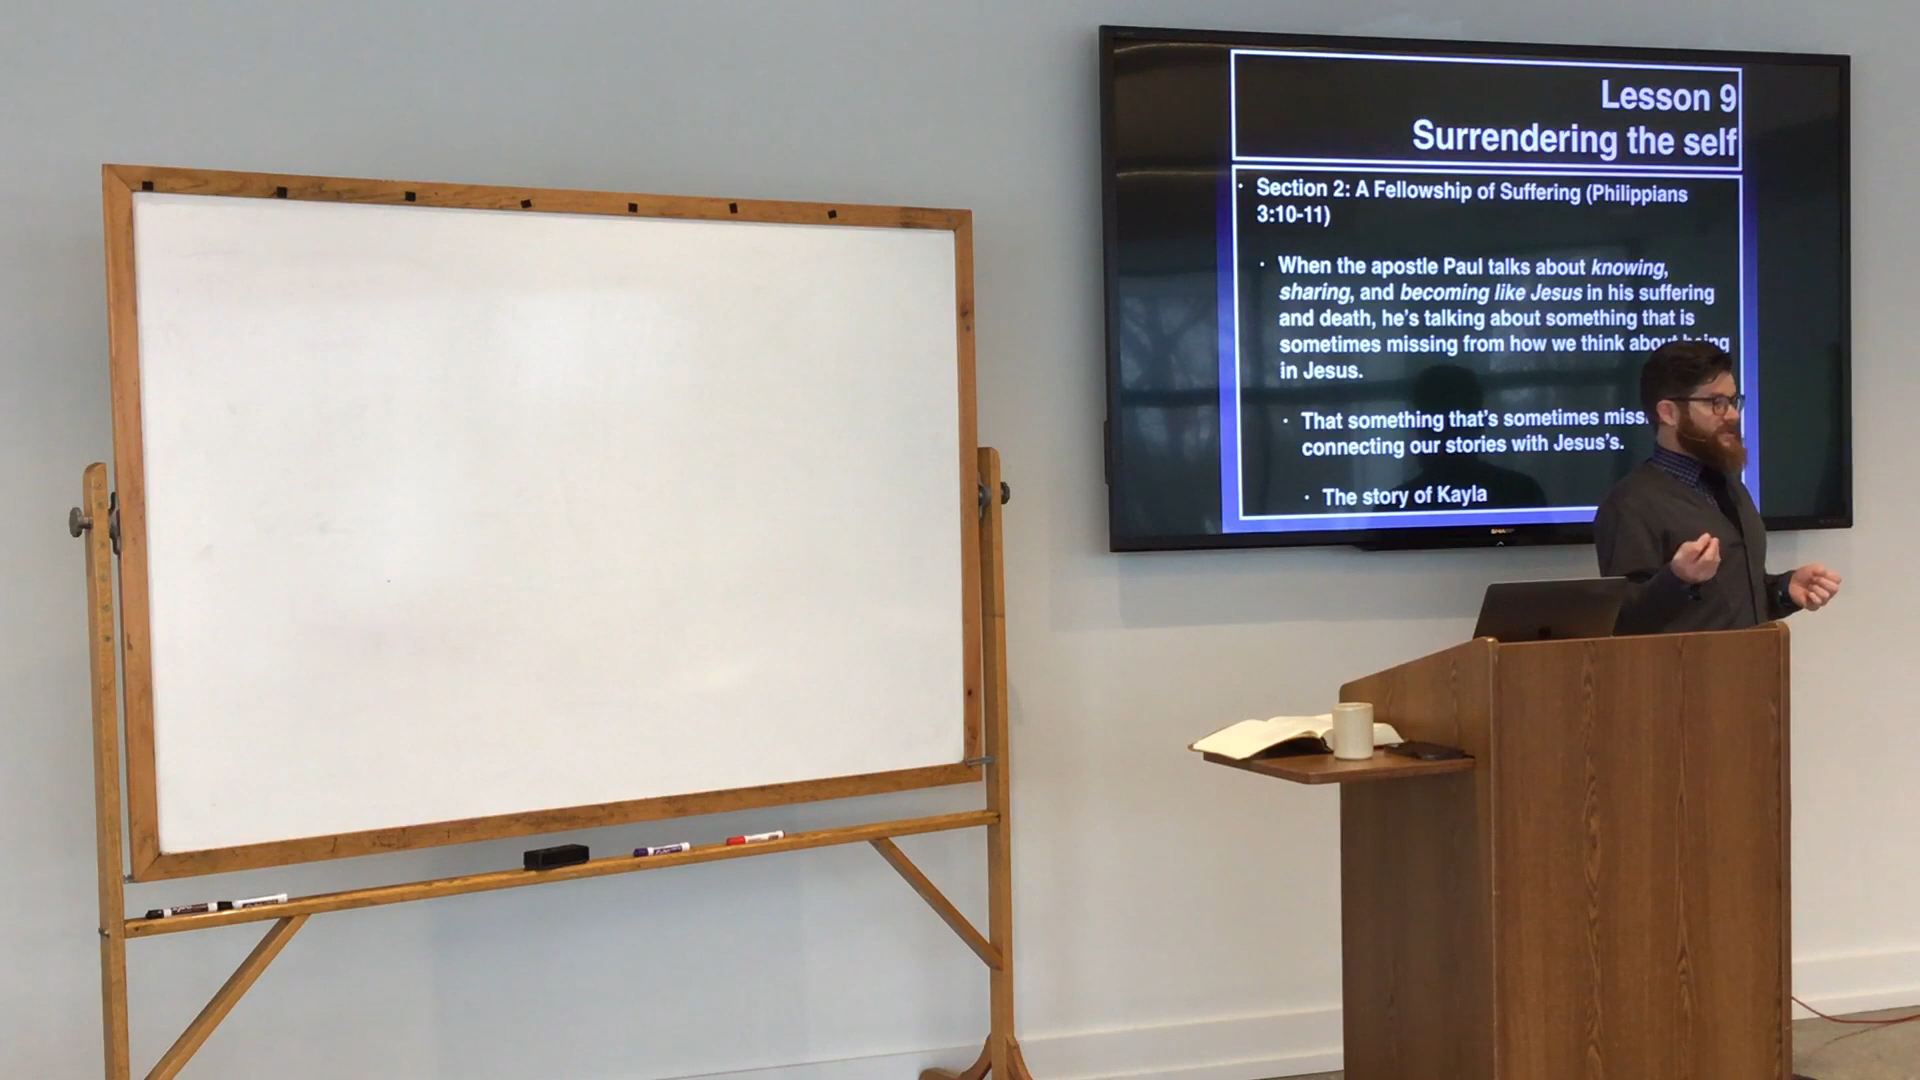 Lesson 9
Surrendering the self
· Section 2: A Fellowship of Suffering (Philippians
3:10-11)
· When the apostle Paul talks about knowing,
sharing, and becoming like Jesus in his suffering
and death, he's talking about something that is
sometimes missing from how we think about being
in Jesus.
· That something that's sometimes
connecting our stories with Jesus's.
· The story of Kayla
SHARP